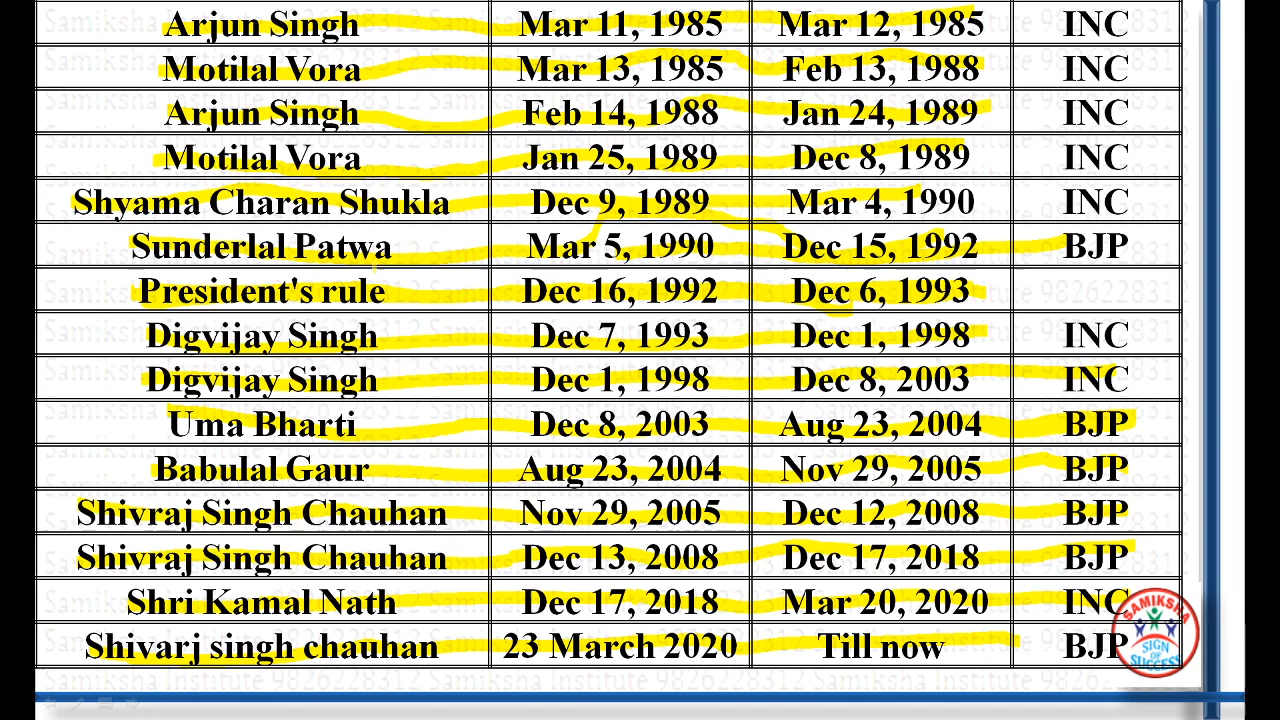 Arjun Singh Mar 11, 1985 Mar 12, 1985 INC
Motilal Vora Mar 13, 1985 Feb 13, 1988 INC
Arjun Singh Feb 14, 1988 Jan 24, 1989 INC
Motilal Vora Jan 25, 1989 Dec 8, 1989 INC
Shyama Charan Shukla Dec 9, 1989 Mar 4, 1990 INC
Sunderlal Patwa Mar 5, 1990 Dec 15, 1992 BJP
President's rule Dec 16, 1992 Dec 6, 1993
Digvijay Singh Dec 7, 1993 Dec 1, 1998 INC
Digvijay Singh Dec 1, 1998 Dec 8, 2003 INC
Uma Bharti Dec 8, 2003 Aug 23, 2004 BJP
Babulal Gaur Aug 23, 2004 Nov 29, 2005 BJP
Shivraj Singh Chauhan Nov 29, 2005 Dec 12, 2008 BJP
Shivraj Singh Chauhan Dec 13, 2008 Dec 17, 2018 BJP
Shri Kamal Nath Dec 17, 2018 Mar 20, 2020 INC
Shivarj singh chauhan 23 March 2020 Till now BJP
SAMIKSHA
SIGN
OF
SUCCESS